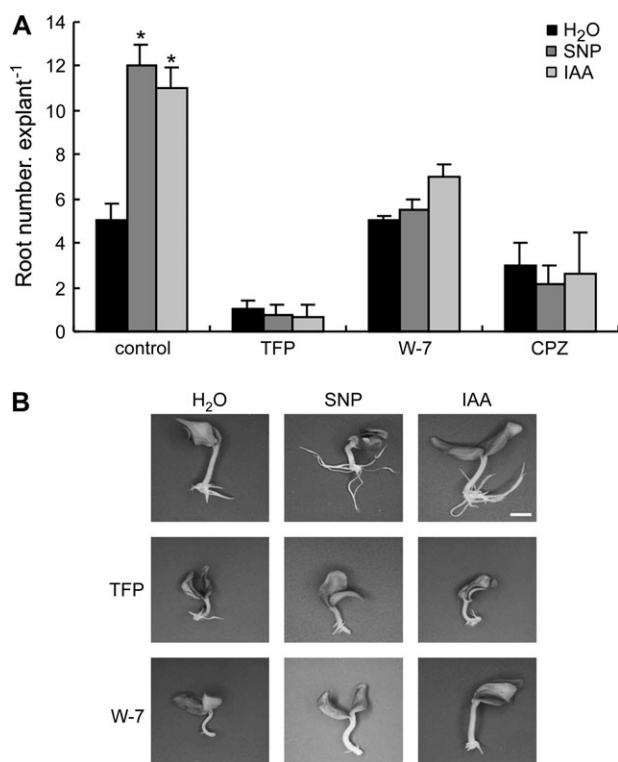 A
Root number. explant⁻¹
14
12
10
8
6
4
2
0
* *
H₂O
SNP
IAA
control TFP W-7 CPZ
B
H₂O SNP IAA
TFP
W-7